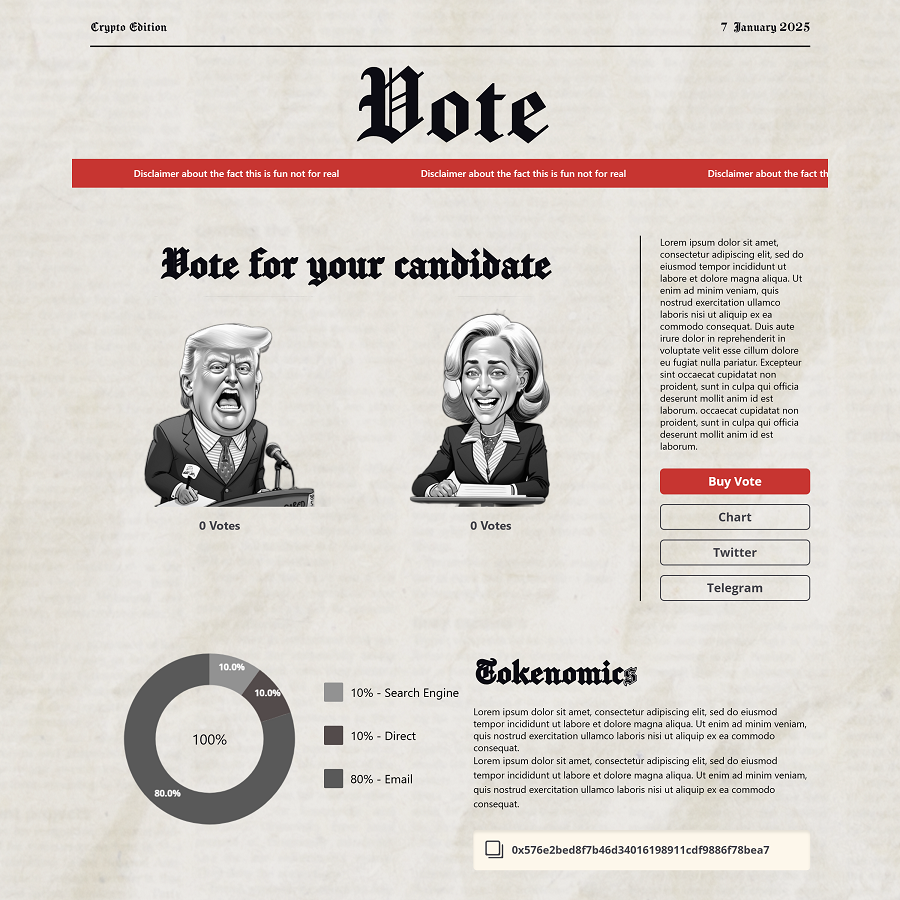 Crypto Edition
7 January 2025
Vote
Disclaimer about the fact this is fun not for real
Disclaimer about the fact this is fun not for real
Disclaimer about the fact th
Vote for your candidate
0 Votes
0 Votes
Lorem ipsum dolor sit amet,
consectetur adipiscing elit, sed do
eiusmod tempor incididunt ut
labore et dolore magna aliqua. Ut
enim ad minim veniam, quis
nostrud exercitation ullamco
laboris nisi ut aliquip ex ea
commodo consequat. Duis aute
irure dolor in reprehenderit in
voluptate velit esse cillum dolore
eu fugiat nulla pariatur. Excepteur
sint occaecat cupidatat non
proident, sunt in culpa qui officia
deserunt mollit anim id est
laborum. occaecat cupidatat non
proident, sunt in culpa qui officia
deserunt mollit anim id est
laborum.
Buy Vote
Chart
Twitter
Telegram
10.0%
10.0%
80.0%
100%
10% - Search Engine
10% - Direct
80% - Email
Tokenomics
Lorem ipsum dolor sit amet, consectetur adipiscing elit, sed do eiusmod
tempor incididunt ut labore et dolore magna aliqua. Ut enim ad minim veniam,
quis nostrud exercitation ullamco laboris nisi ut aliquip ex ea commodo
consequat.
Lorem ipsum dolor sit amet, consectetur adipiscing elit, sed do eiusmod
tempor incididunt ut labore et dolore magna aliqua. Ut enim ad minim veniam,
quis nostrud exercitation ullamco laboris nisi ut aliquip ex ea commodo
consequat.
0x576e2bed8f7b46d34016198911cdf9886f78bea7